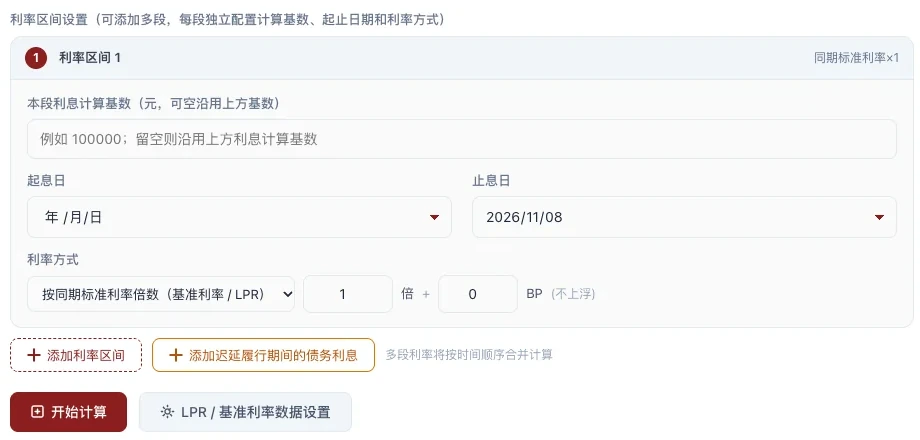 利率区间设置（可添加多段，每段独立配置计算基数、起止日期和利率方式）
1 利率区间 1 同期标准利率×1
本段利息计算基数（元，可空沿用上方基数）
例如 100000；留空则沿用上方利息计算基数
起息日 止息日
年 /月/日 2026/11/08
利率方式
按同期标准利率倍数（基准利率 / LPR） 1 倍 + 0 BP (不上浮)
+ 添加利率区间 + 添加迟延履行期间的债务利息 多段利率将按时间顺序合并计算
开始计算 LPR / 基准利率数据设置